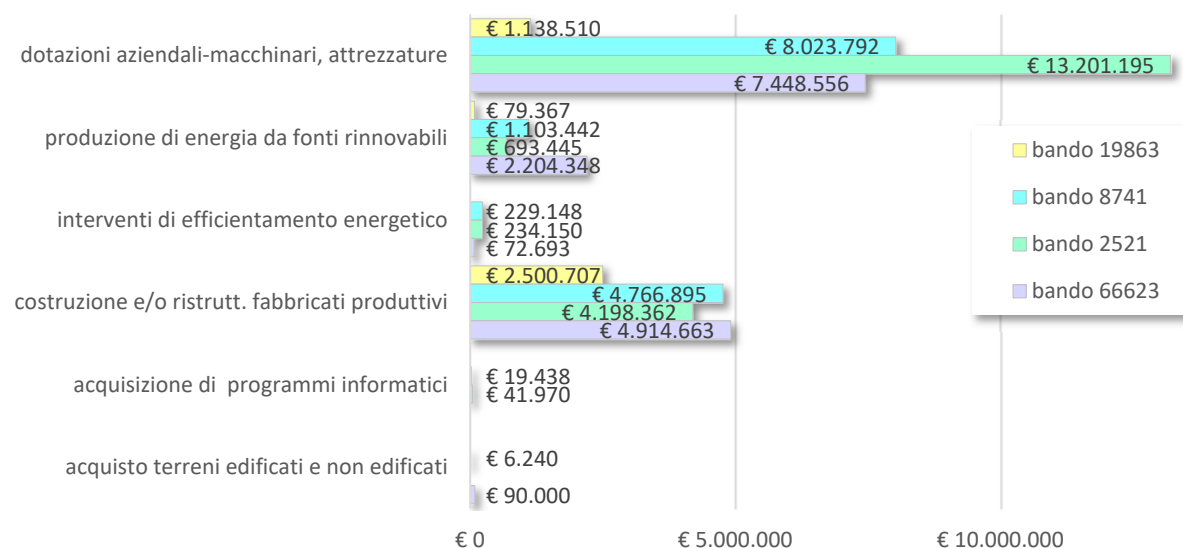 € 1.138.510
dotazioni aziendali-macchinari, attrezzature
€ 8.023.792
€ 13.201.195
€ 7.448.556
€ 79.367
produzione di energia da fonti rinnovabili
€ 1.103.442
€ 693.445
€ 2.204.348
interventi di efficientamento energetico
€ 229.148
€ 234.150
€ 72.693
€ 2.500.707
costruzione e/o ristrutt. fabbricati produttivi
€ 4.766.895
€ 4.198.362
€ 4.914.663
acquisizione di  programmi informatici
€ 19.438
€ 41.970
acquisto terreni edificati e non edificati
€ 6.240
€ 90.000
€ 0
€ 5.000.000
€ 10.000.000
bando 19863
bando 8741
bando 2521
bando 66623